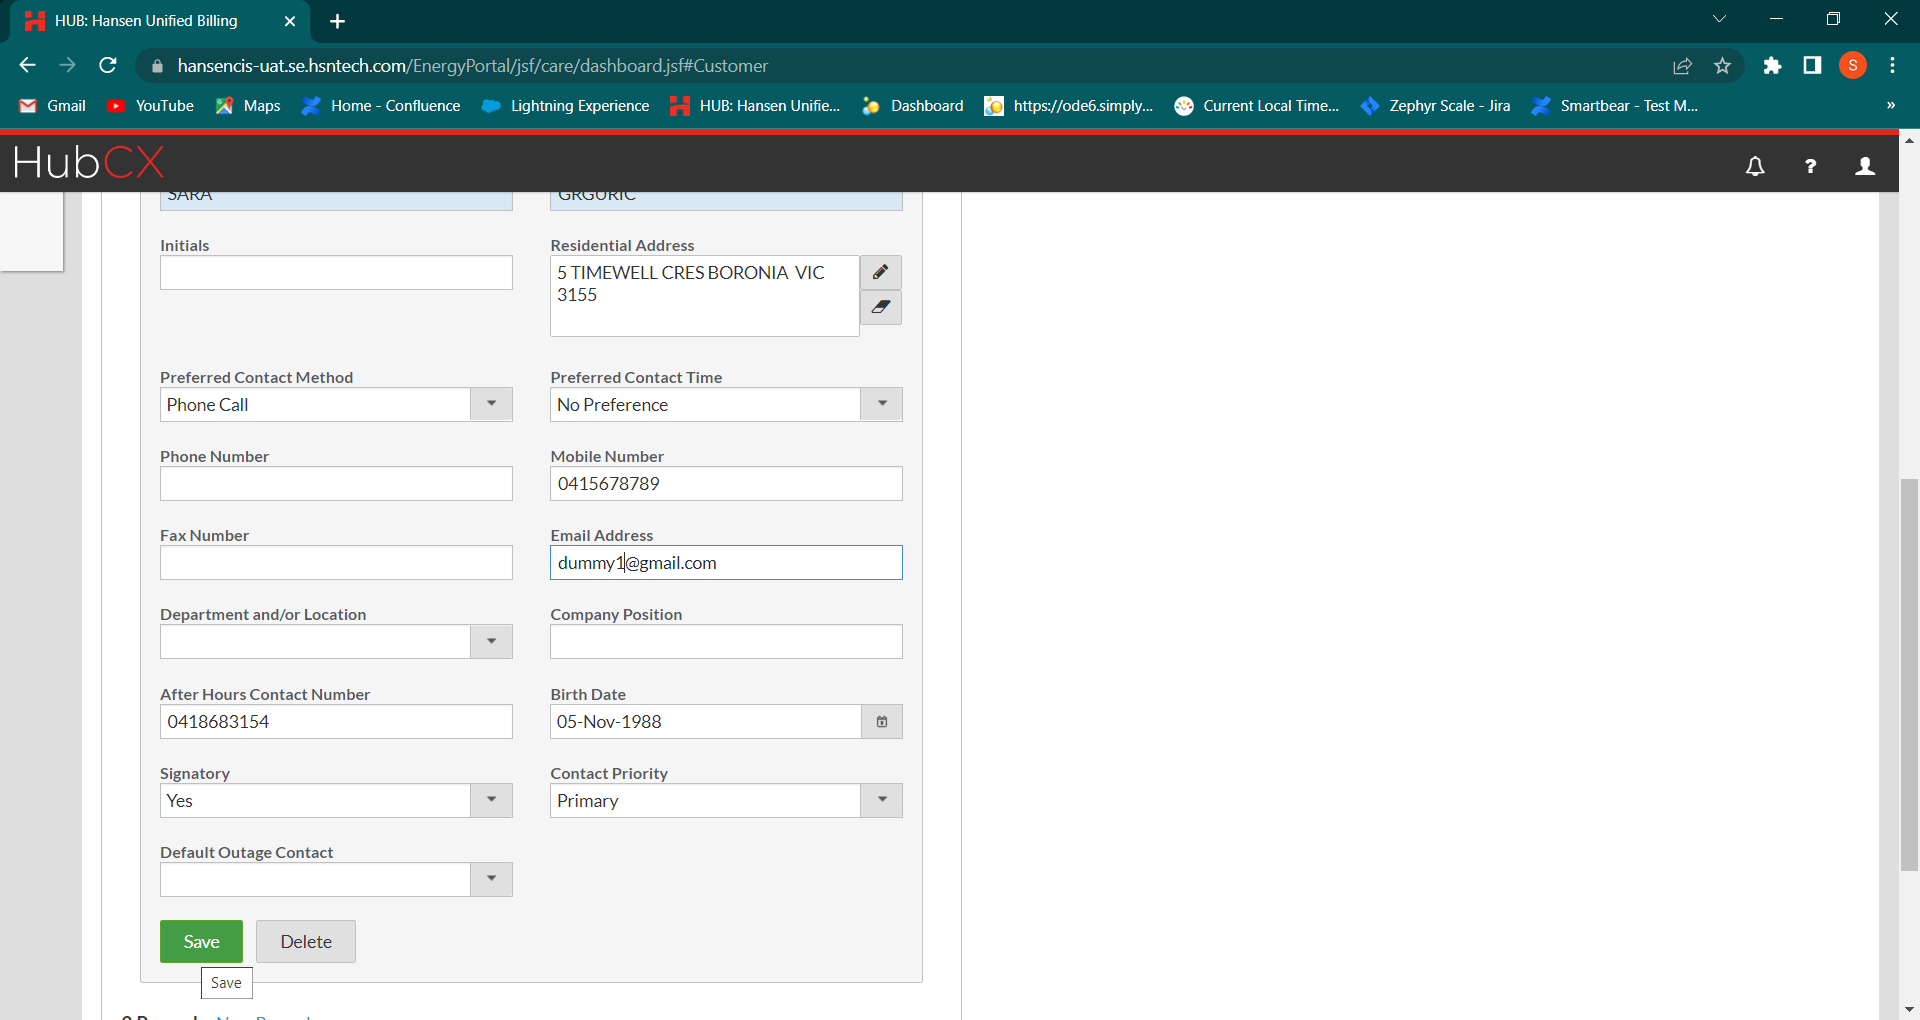 HUB: Hansen Unified Billing
hansencis-uat.se.hsntech.com/EnergyPortal/jsf/care/dashboard.jsf#Customer
S
Gmail YouTube Maps Home - Confluence Lightning Experience HUB: Hansen Unifie... Dashboard https://ode6.simply... Current Local Time... Zephyr Scale - Jira Smartbear - Test M... »
HubCX
SARA GRGURIC
Initials Residential Address
5 TIMEWELL CRES BORONIA VIC
3155
Preferred Contact Method Preferred Contact Time
Phone Call No Preference
Phone Number Mobile Number
0415678789
Fax Number Email Address
dummy1@gmail.com
Department and/or Location Company Position
After Hours Contact Number Birth Date
0418683154 05-Nov-1988
Signatory Contact Priority
Yes Primary
Default Outage Contact
Save Delete
Save